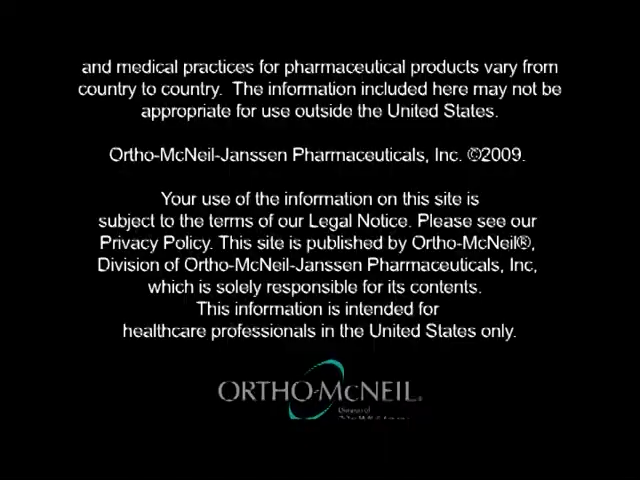 and medical practices for pharmaceutical products vary from
country to country. The information included here may not be
appropriate for use outside the United States.
Ortho-McNeil-Janssen Pharmaceuticals, Inc. ©2009.
Your use of the information on this site is
subject to the terms of our Legal Notice. Please see our
Privacy Policy. This site is published by Ortho-McNeil®,
Division of Ortho-McNeil-Janssen Pharmaceuticals, Inc,
which is solely responsible for its contents.
This information is intended for
healthcare professionals in the United States only.
ORTHO-MCNEIL®
Division of